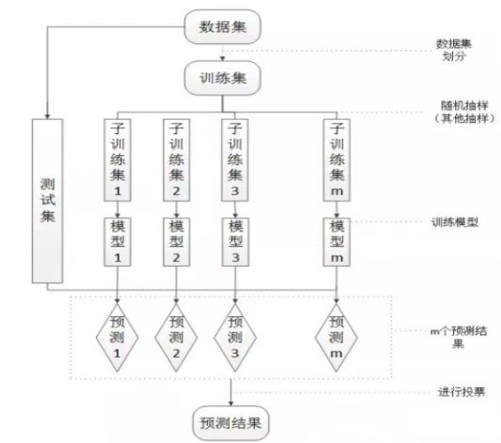 数据集
数据集
划分
训练集
随机抽样
（其他抽样）
子训练集1
子训练集2
子训练集3
子训练集m
测试集
模型1
模型2
模型3
模型m
训练模型
预测1
预测2
预测3
预测m
m个预测结
果
进行投票
预测结果